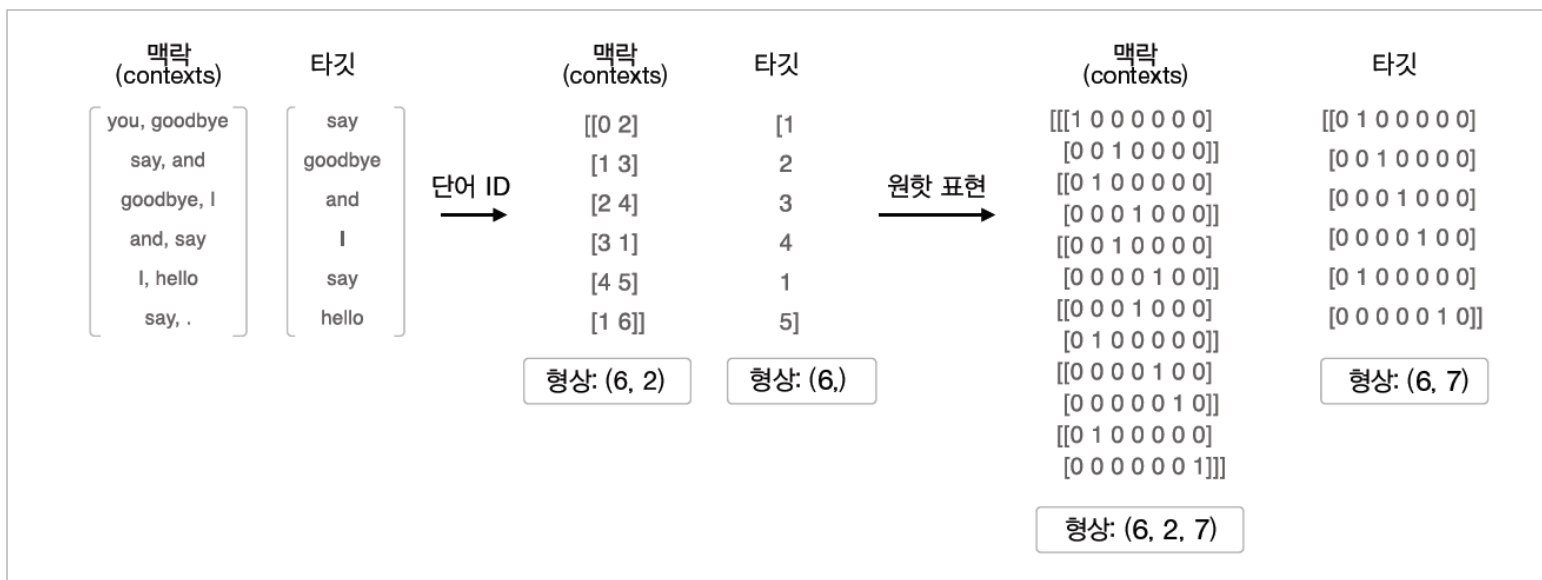 맥락
(contexts)
타깃
you, goodbye
say, and
goodbye, I
and, say
I, hello
say, .
say
goodbye
and
I
say
hello
단어 ID
맥락
(contexts)
타깃
[[0 2]
[1 3]
[2 4]
[3 1]
[4 5]
[1 6]]
형상: (6, 2)
[1
2
3
4
1
5]
형상: (6,)
원핫 표현
맥락
(contexts)
[[[1 0 0 0 0 0 0]
[0 0 1 0 0 0 0]]
[[0 1 0 0 0 0 0]
[0 0 0 1 0 0 0]]
[[0 0 1 0 0 0 0]
[0 0 0 0 1 0 0]]
[[0 0 0 1 0 0 0]
[0 1 0 0 0 0 0]]
[[0 0 0 0 1 0 0]
[0 0 0 0 0 1 0]]
[[0 1 0 0 0 0 0]
[0 0 0 0 0 0 1]]]
형상: (6, 2, 7)
타깃
[[0 1 0 0 0 0 0]
[0 0 1 0 0 0 0]
[0 0 0 1 0 0 0]
[0 0 0 0 1 0 0]
[0 1 0 0 0 0 0]
[0 0 0 0 0 1 0]]
형상: (6, 7)